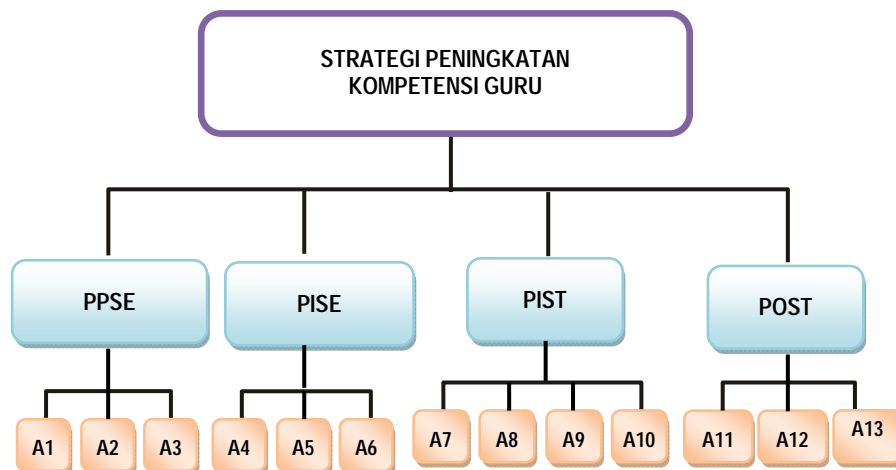 STRATEGI PENINGKATAN
KOMPETENSI GURU
PPSE
PISE
PIST
POST
A1
A2
A3
A4
A5
A6
A7
A8
A9
A10
A11
A12
A13